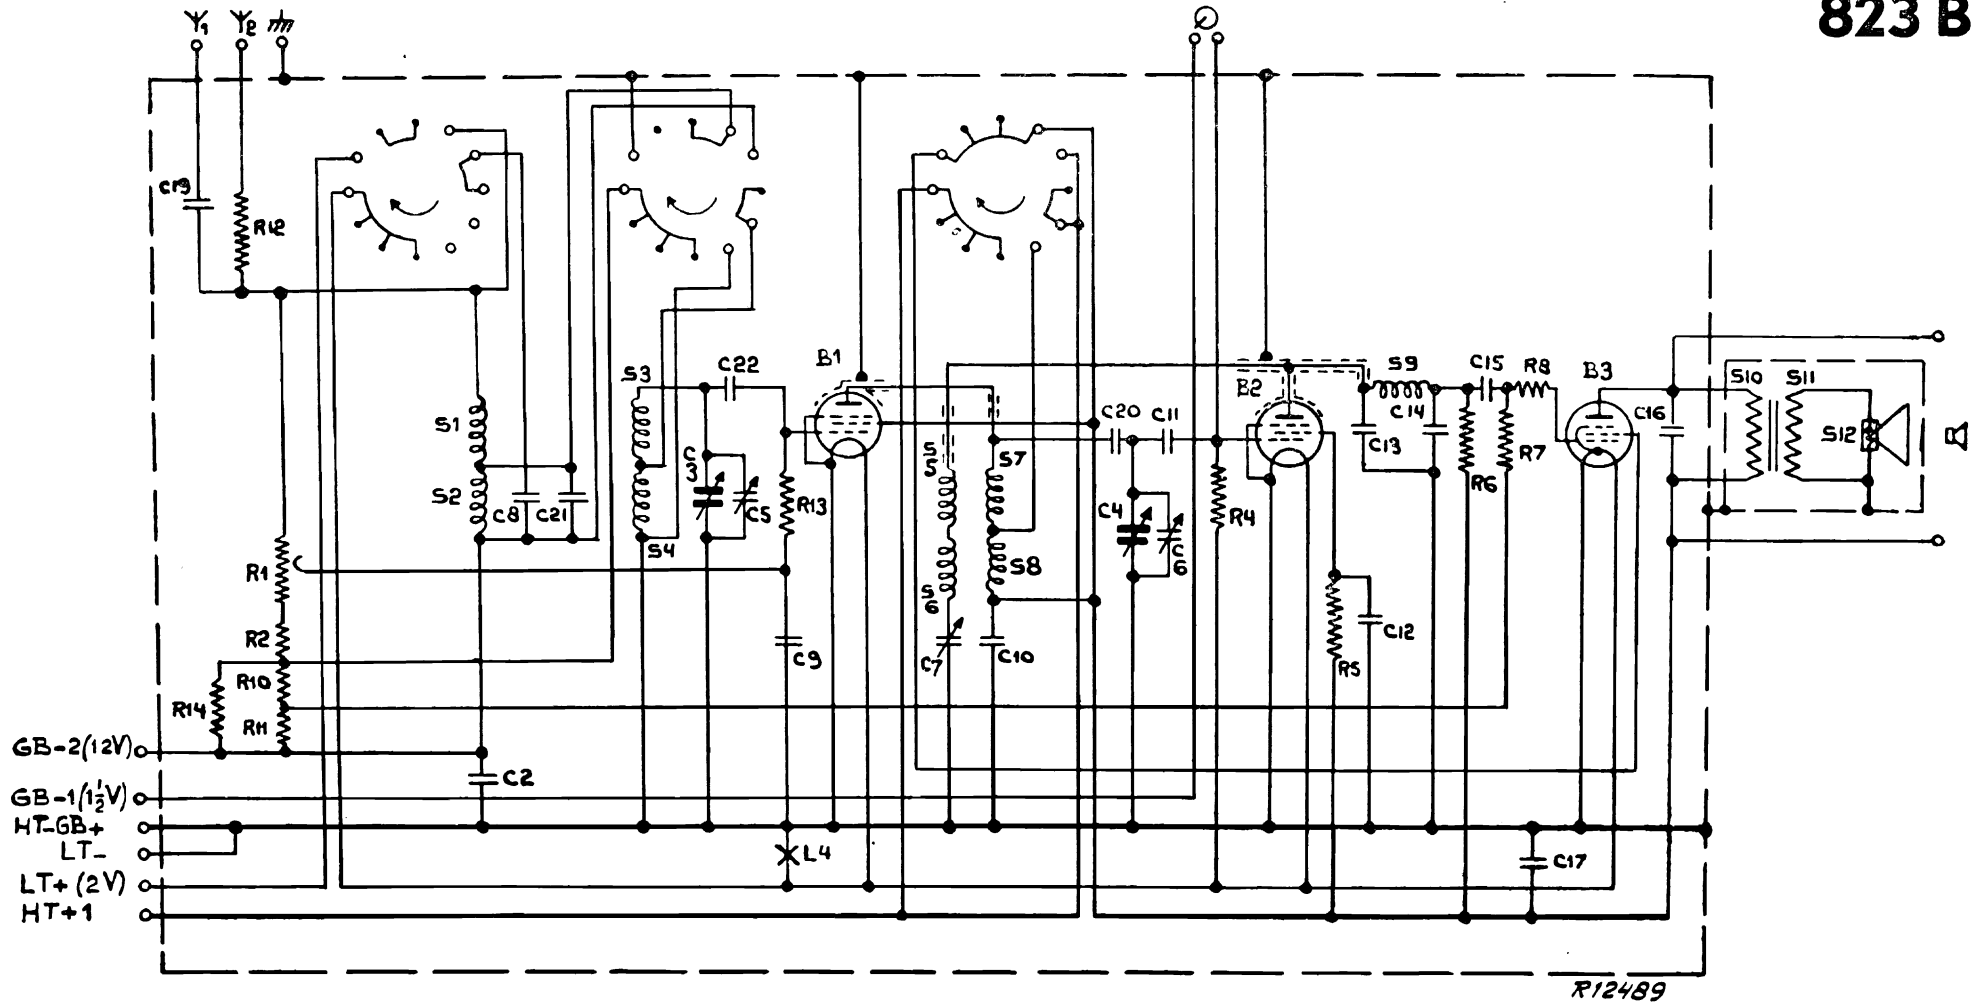 823 B
Y1 Y2
C19
R12
S1
S2
C8 C21
R1
R2
R10
R14
R11
GB-2(12V)
C2
GB-1(1½V)
HT-GB+
LT-
LT+(2V)
HT+1
S3
C22
C3
C5
R13
S4
C9
L4
B1
S5
S7
S6
S8
C7
C10
C20 C11
C4
C6
R4
B2
S9
C14
C13
C15
R8
R6
R7
R5
C12
B3
C16
C17
S10
S11
S12
R12489